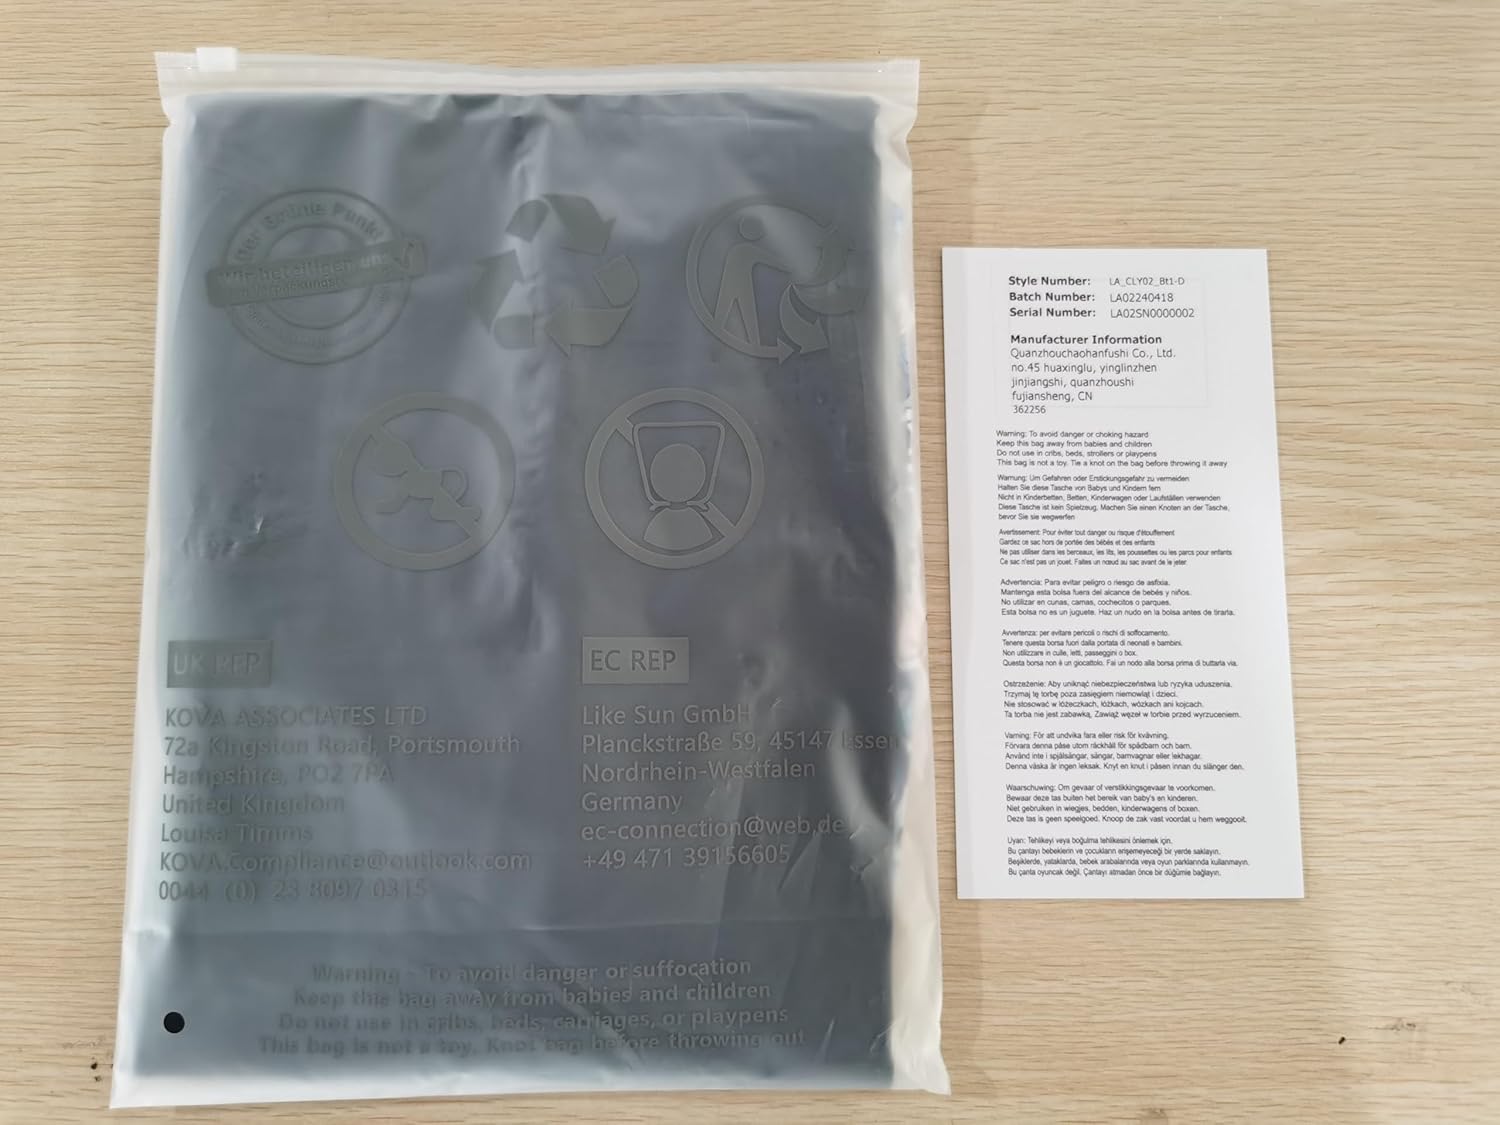 Der Grüne Punkt
Wir beteiligen uns
UK REP
KOVA ASSOCIATES LTD
72a Kingston Road, Portsmouth
Hampshire, PO2 7PA
United Kingdom
Louisa Timms
KOVA.Compliance@outlook.com
0044 (0) 23 8097 0315
EC REP
Like Sun GmbH
Planckstraße 59, 45147 Essen
Nordrhein-Westfalen
Germany
ec-connection@web.de
+49 471 39156605
Warning - To avoid danger or suffocation
Keep this bag away from babies and children
Do not use in cribs, beds, carriages, or playpens
This bag is not a toy. Knot bag before throwing out
Style Number: LA_CLY02_Bt1-D
Batch Number: LA02240418
Serial Number: LA02SN0000002
Manufacturer Information
Quanzhouchaohanfushi Co., Ltd.
no.45 huaxinglu, yinglinzhen
jinjiangshi, quanzhoushi
fujiansheng, CN
362256
Warning: To avoid danger or choking hazard
Keep this bag away from babies and children
Do not use in cribs, beds, strollers or playpens
This bag is not a toy. Tie a knot on the bag before throwing it away
Warnung: Um Gefahren oder Erstickungsgefahr zu vermeiden
Halten Sie diese Tasche von Babys und Kindern fern
Nicht in Kinderbetten, Betten, Kinderwagen oder Laufställen verwenden
Diese Tasche ist kein Spielzeug. Machen Sie einen Knoten an der Tasche,
bevor Sie sie wegwerfen
Avertissement: Pour éviter tout danger ou risque d'étouffement
Gardez ce sac hors de portée des bébés et des enfants
Ne pas utiliser dans les berceaux, les lits, les poussettes ou les parcs pour enfants
Ce sac n'est pas un jouet. Faites un nœud au sac avant de le jeter
Advertencia: Para evitar peligro o riesgo de asfixia.
Mantenga esta bolsa fuera del alcance de bebés y niños.
No utilizar en cunas, camas, cochecitos o parques.
Esta bolsa no es un juguete. Haz un nudo en la bolsa antes de tirarla.
Avvertenza: per evitare pericoli o rischi di soffocamento.
Tenere questa borsa fuori dalla portata di neonati e bambini.
Non utilizzare in culle, letti, passeggini o box.
Questa borsa non è un giocattolo. Fai un nodo alla borsa prima di buttarla via.
Ostrzeżenie: Aby uniknąć niebezpieczeństwa lub ryzyka uduszenia.
Trzymaj tę torbę poza zasięgiem niemowląt i dzieci.
Nie stosować w łóżeczkach, łóżkach, wózkach ani kojcach.
Ta torba nie jest zabawką. Zawiąż węzeł w torbie przed wyrzuceniem.
Varning: För att undvika fara eller risk för kvävning.
Förvara denna påse utom räckhåll för spädbarn och barn.
Använd inte i spjälsängar, sängar, barnvagnar eller lekhagar.
Denna väska är ingen leksak. Knyt en knut i påsen innan du slänger den.
Waarschuwing: Om gevaar of verstikkingsgevaar te voorkomen.
Bewaar deze tas buiten het bereik van baby's en kinderen.
Niet gebruiken in wiegjes, bedden, kinderwagens of boxen.
Deze tas is geen speelgoed. Knoop de zak vast voordat u hem weggooit.
Uyarı: Tehlikeyi veya boğulma tehlikesini önlemek için.
Bu çantayı bebeklerin ve çocukların erişemeyeceği bir yerde saklayın.
Beşiklerde, yataklarda, bebek arabalarında veya oyun parklarında kullanmayın.
Bu çanta oyuncak değil. Çantayı atmadan önce bir düğümle bağlayın.